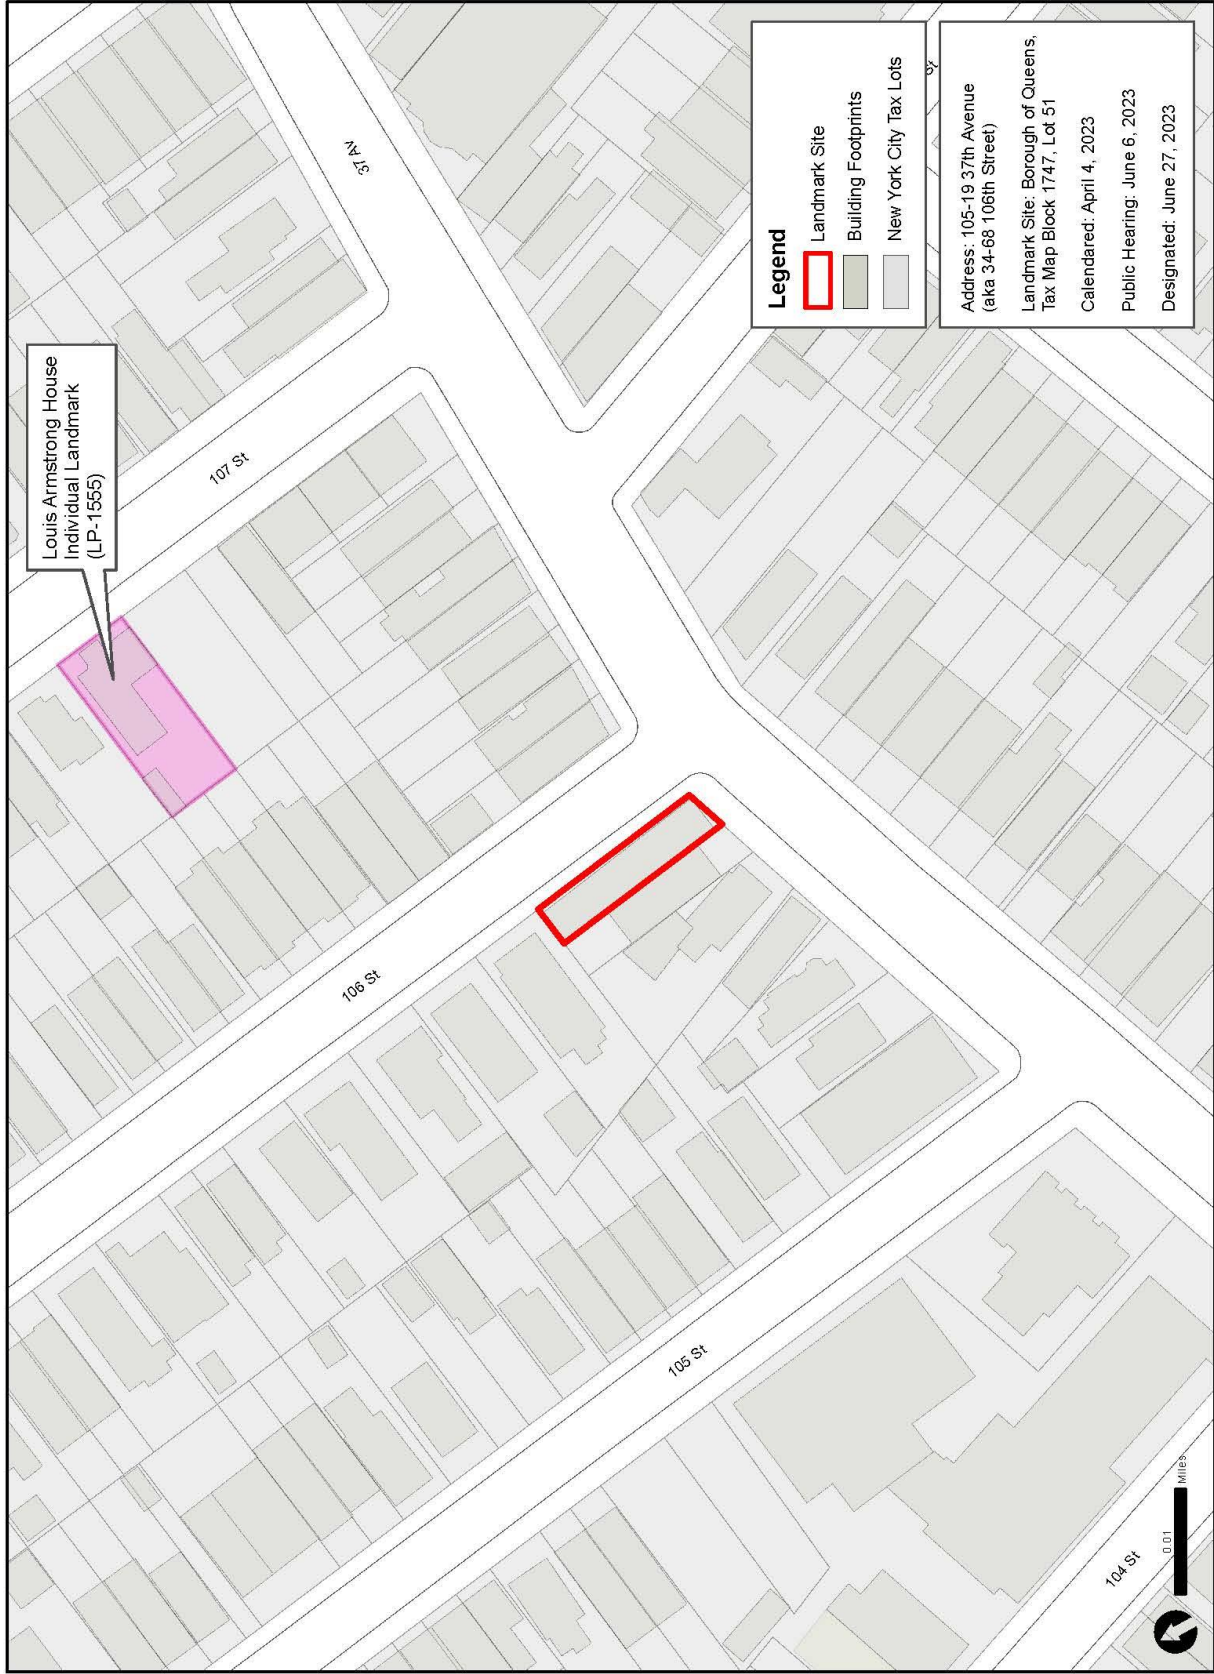 Louis Armstrong House
Individual Landmark
(LP-1555)
37 AV
107 St
106 St
105 St
104 St
St
Legend
Landmark Site
Building Footprints
New York City Tax Lots
Address: 105-19 37th Avenue
(aka 34-68 106th Street)
Landmark Site: Borough of Queens,
Tax Map Block 1747, Lot 51
Calendared: April 4, 2023
Public Hearing: June 6, 2023
Designated: June 27, 2023
0.01
Miles